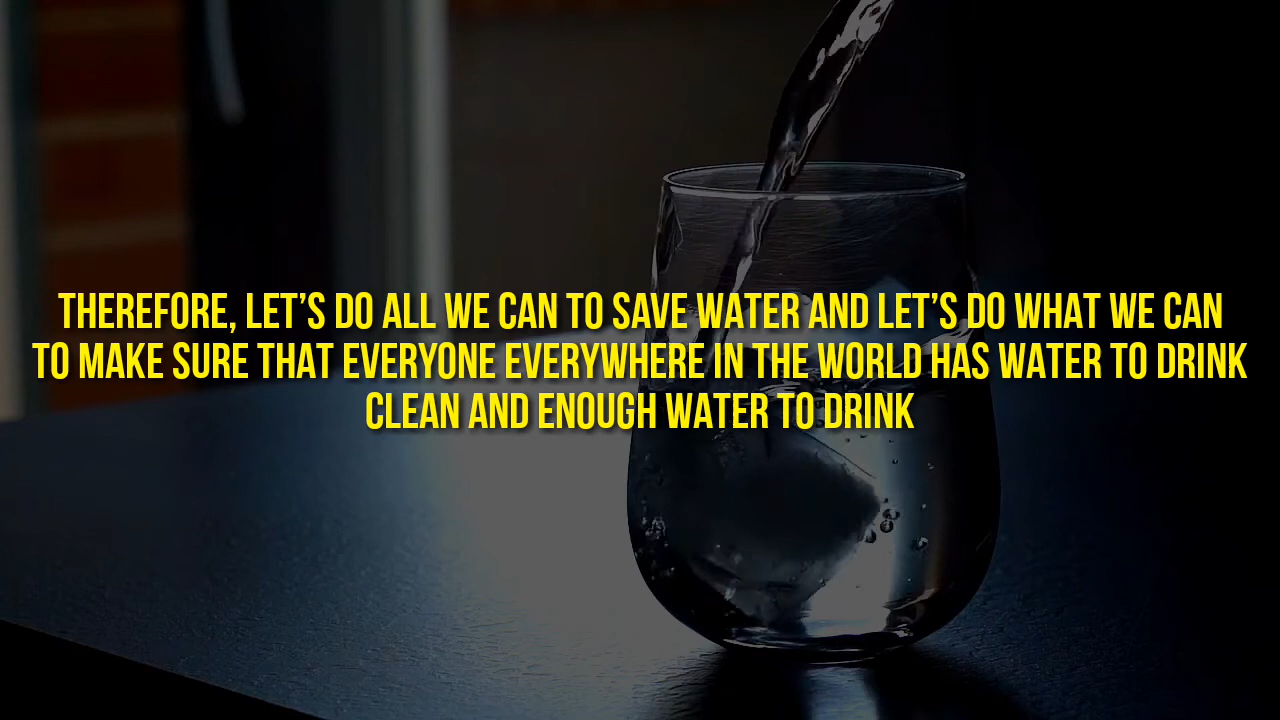 THEREFORE, LET’S DO ALL WE CAN TO SAVE WATER AND LET’S DO WHAT WE CAN
TO MAKE SURE THAT EVERYONE EVERYWHERE IN THE WORLD HAS WATER TO DRINK
CLEAN AND ENOUGH WATER TO DRINK